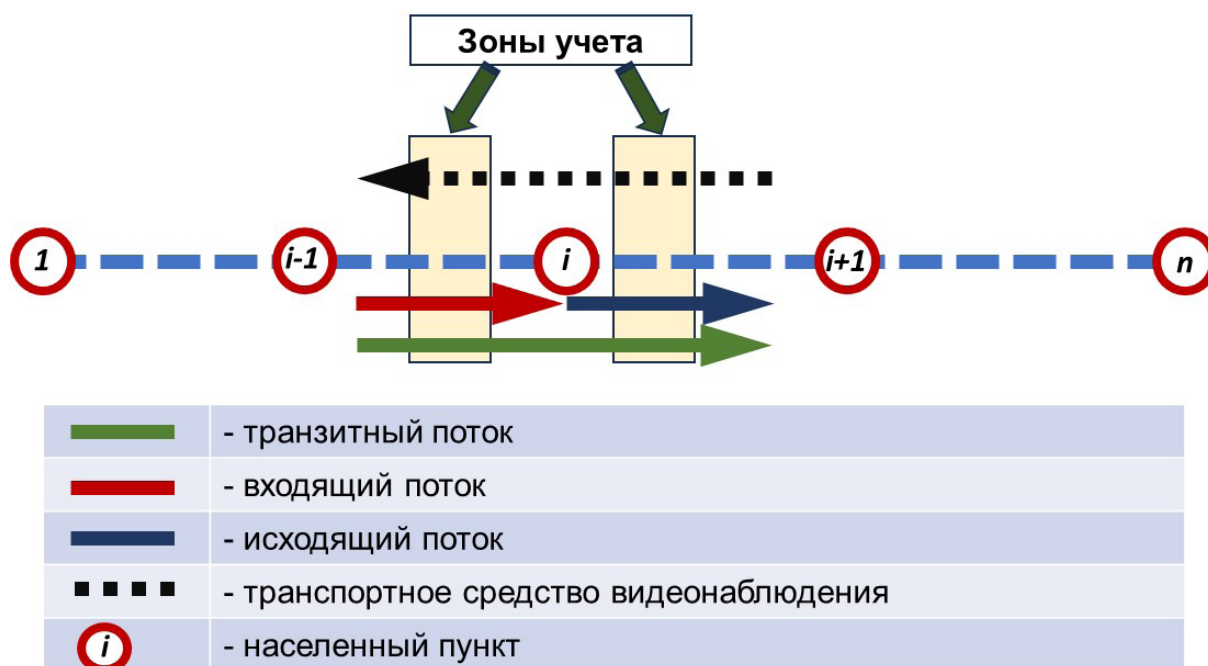 Зоны учета
1
i-1
i
i+1
n
- транзитный поток
- входящий поток
- исходящий поток
- транспортное средство видеонаблюдения
i
- населенный пункт